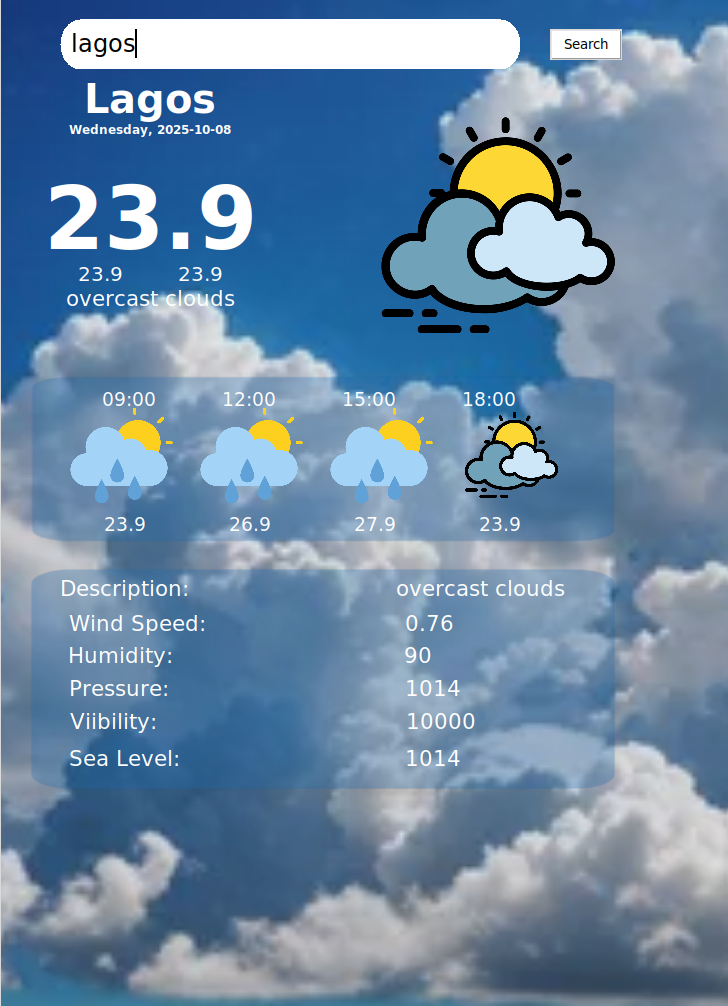 lagos Search
Lagos
Wednesday, 2025-10-08
23.9
23.9 23.9
overcast clouds
09:00 12:00 15:00 18:00
23.9 26.9 27.9 23.9
Description: overcast clouds
Wind Speed: 0.76
Humidity: 90
Pressure: 1014
Viibility: 10000
Sea Level: 1014